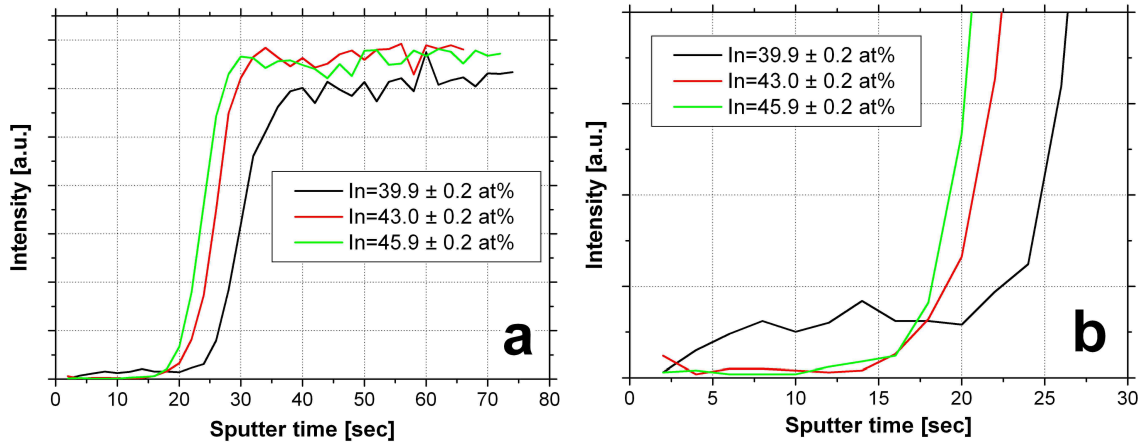 Intensity [a.u.]
a
In=39.9 ± 0.2 at%
In=43.0 ± 0.2 at%
In=45.9 ± 0.2 at%
0 10 20 30 40 50 60 70 80
Sputter time [sec]
Intensity [a.u.]
In=39.9 ± 0.2 at%
In=43.0 ± 0.2 at%
In=45.9 ± 0.2 at%
b
0 5 10 15 20 25 30
Sputter time [sec]